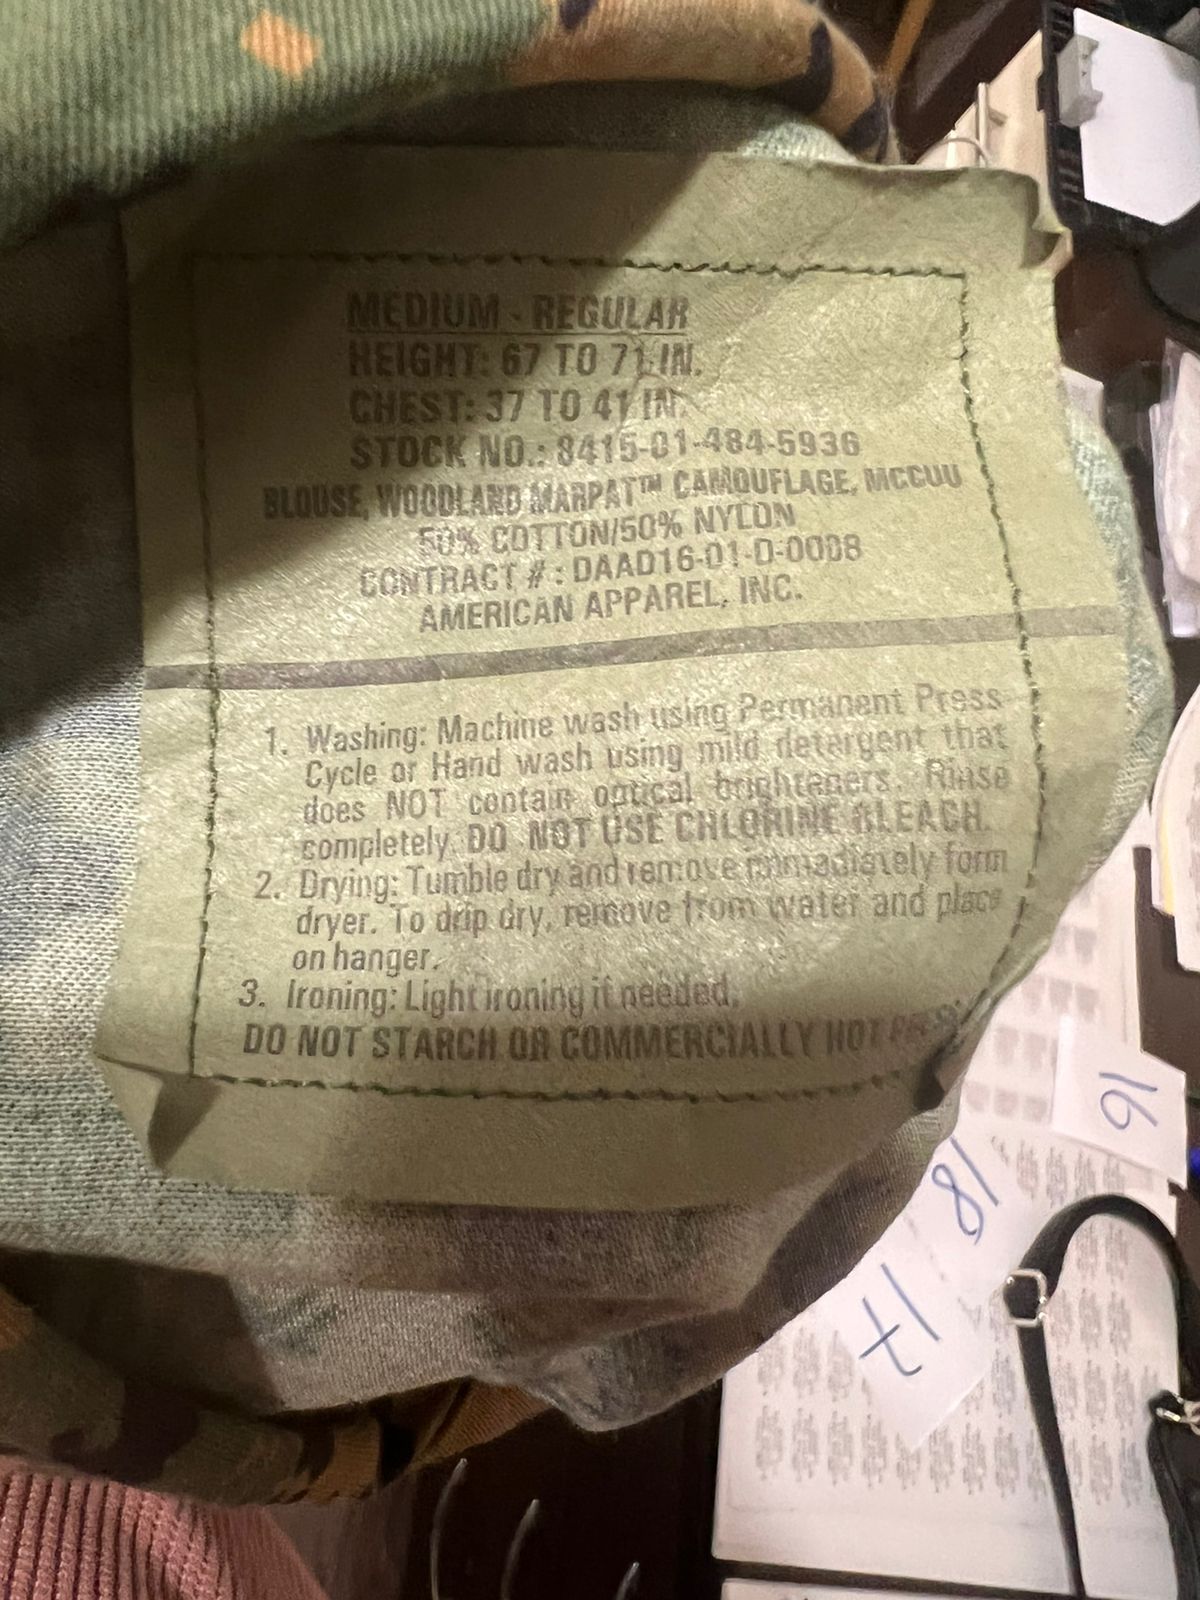 MEDIUM - REGULAR
HEIGHT: 67 TO 71 IN.
CHEST: 37 TO 41 IN.
STOCK NO.: 8415-01-484-5936
BLOUSE, WOODLAND MARPAT™ CAMOUFLAGE, MCCUU
50% COTTON/50% NYLON
CONTRACT # : DAAD16-01-D-0008
AMERICAN APPAREL, INC.
1. Washing: Machine wash using Permanent Press
Cycle or Hand wash using mild detergent that
does NOT contain optical brighteners. Rinse
completely. DO NOT USE CHLORINE BLEACH.
2. Drying: Tumble dry and remove immadiately form
dryer. To drip dry, remove from water and place
on hanger.
3. Ironing: Light ironing if needed.
DO NOT STARCH OR COMMERCIALLY HOT PRESS
16
18
17